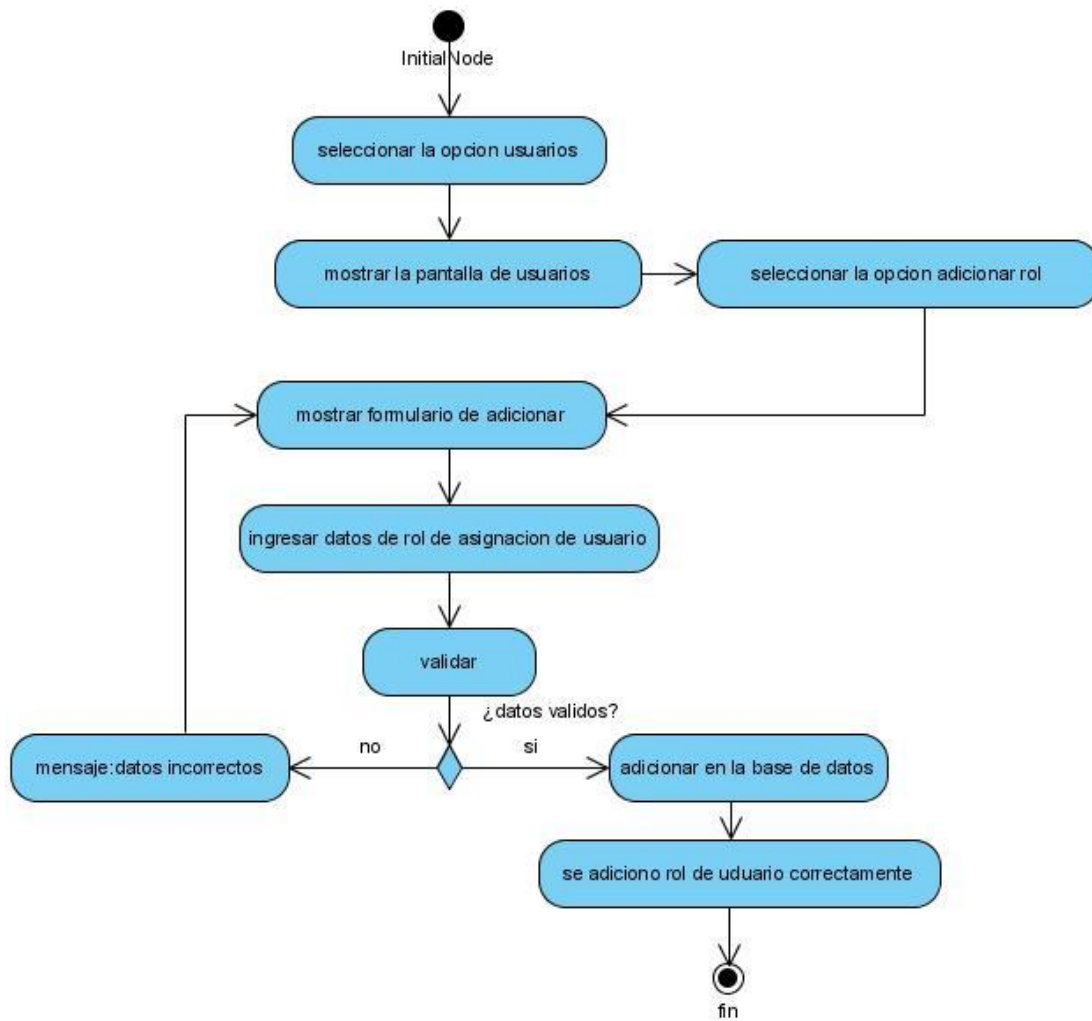 InitialNode
seleccionar la opcion usuarios
mostrar la pantalla de usuarios
seleccionar la opcion adicionar rol
mostrar formulario de adicionar
ingresar datos de rol de asignacion de usuario
validar
¿datos validos?
no
si
mensaje:datos incorrectos
adicionar en la base de datos
se adiciono rol de uduario correctamente
fin